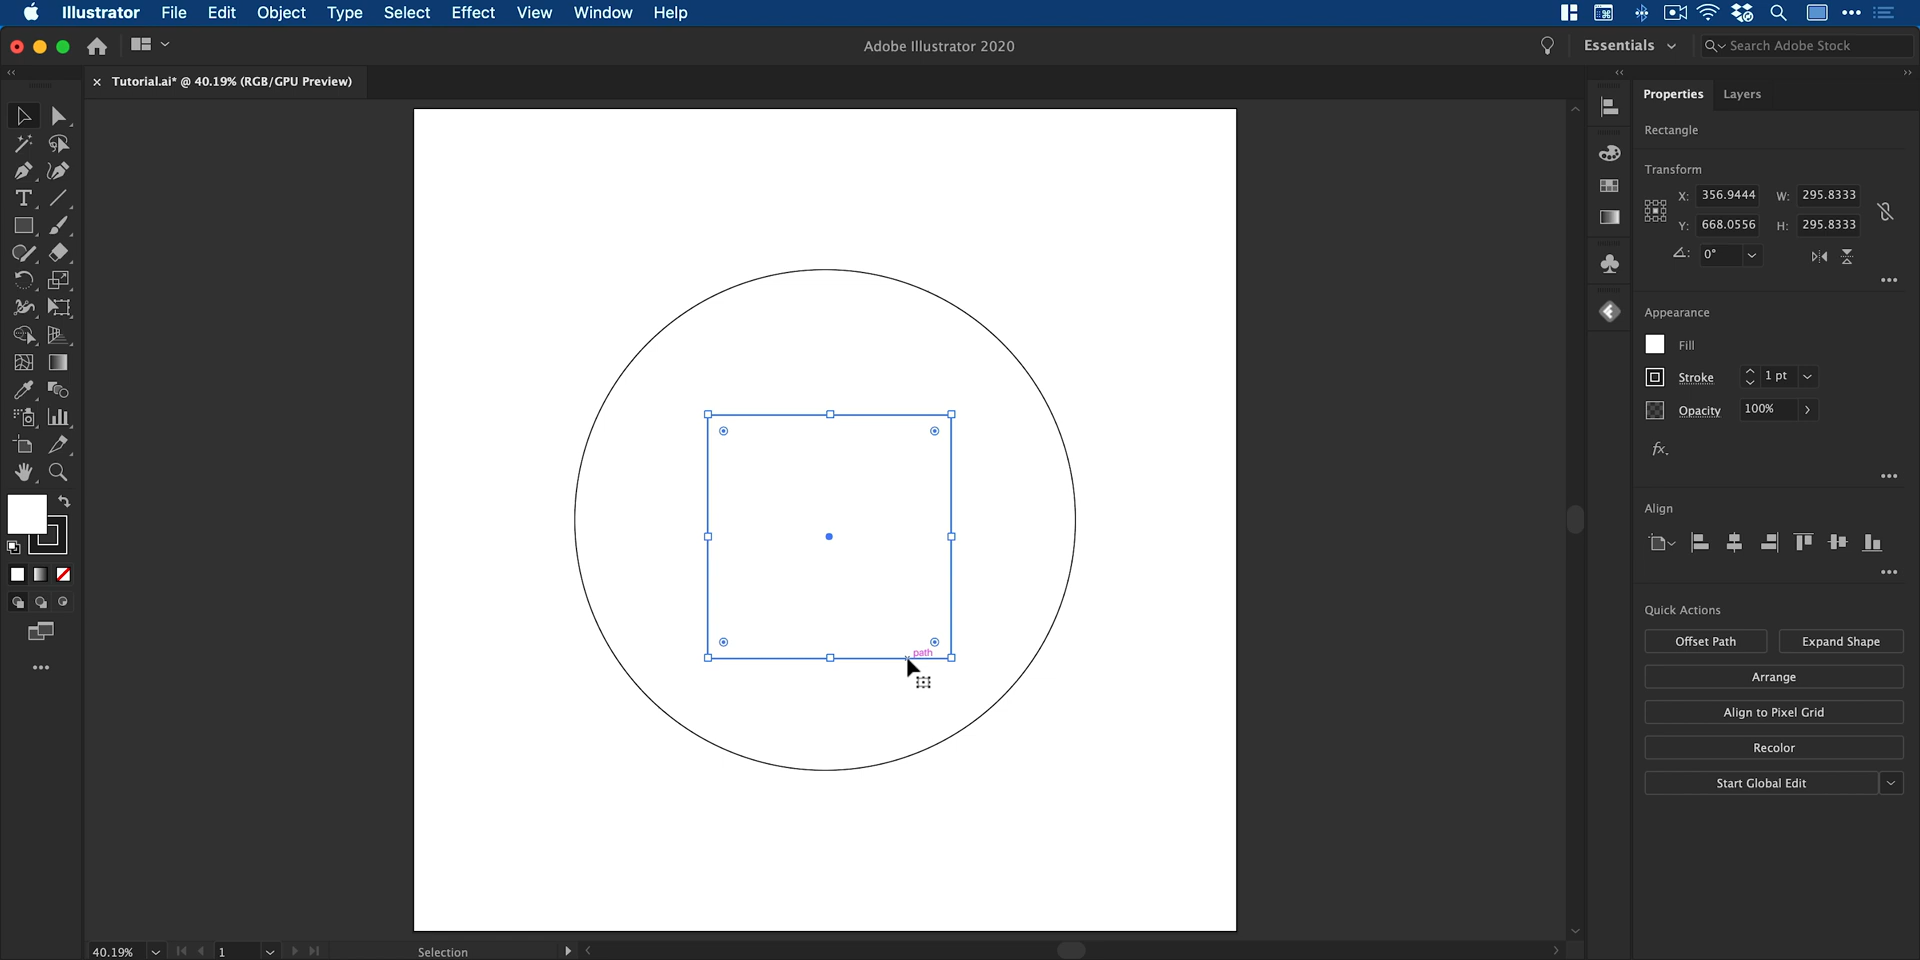 Illustrator File Edit Object Type Select Effect View Window Help
Adobe Illustrator 2020
Essentials
Search Adobe Stock
× Tutorial.ai* @ 40.19% (RGB/GPU Preview)
Properties Layers
Rectangle
Transform
X: 356.9444 W: 295.8333
Y: 668.0556 H: 295.8333
0°
Appearance
Fill
Stroke 1 pt
Opacity 100%
fx.
Align
Quick Actions
Offset Path Expand Shape
Arrange
Align to Pixel Grid
Recolor
Start Global Edit
path
40.19% 1 Selection